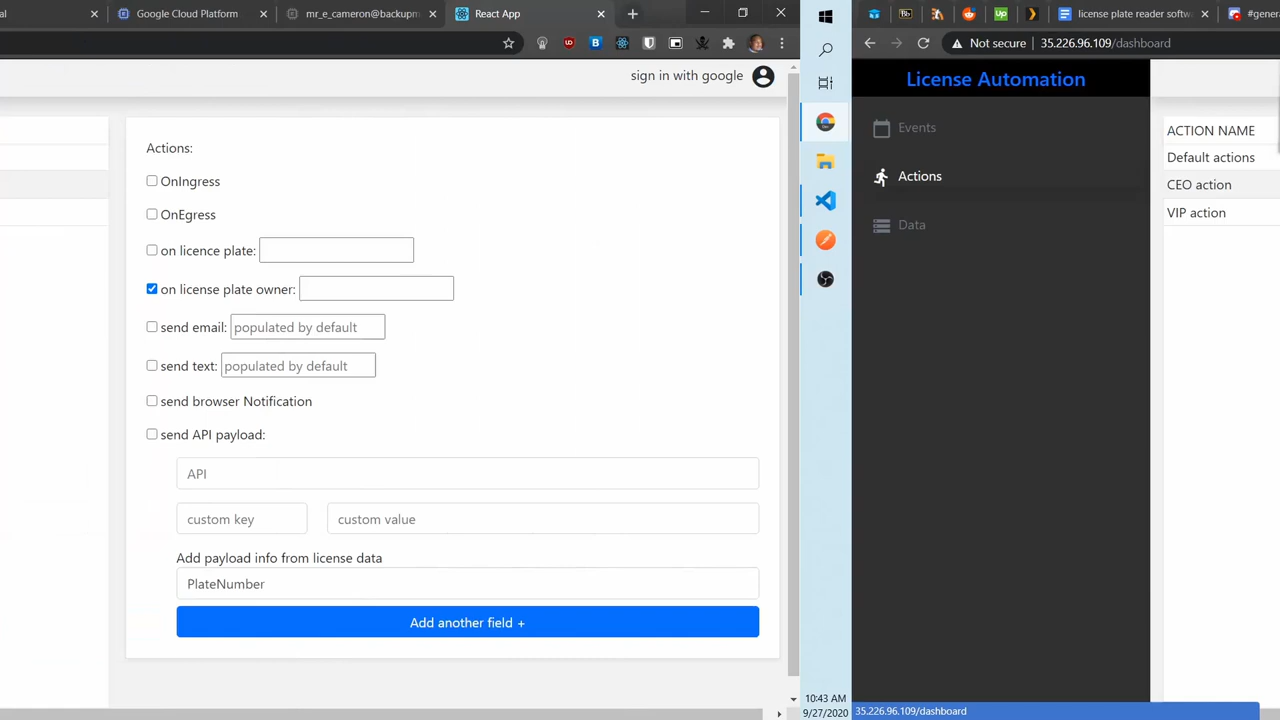 Google Cloud Platform
mr_e_cameron@backupm
React App
sign in with google
Actions:
OnIngress
OnEgress
on licence plate:
on license plate owner:
send email: populated by default
send text: populated by default
send browser Notification
send API payload:
API
custom key custom value
Add payload info from license data
PlateNumber
Add another field +
10:43 AM
9/27/2020
license plate reader softw
#gener
Not secure 35.226.96.109/dashboard
License Automation
Events
Actions
Data
ACTION NAME
Default actions
CEO action
VIP action
35.226.96.109/dashboard